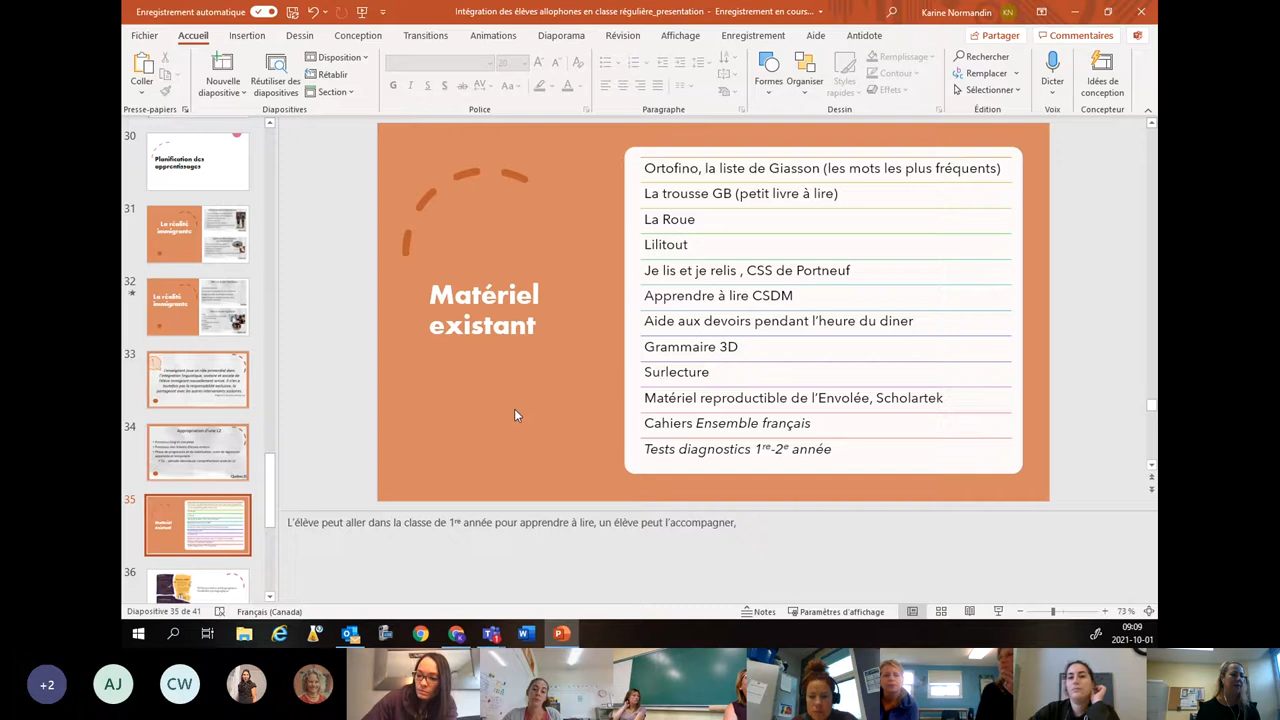 Enregistrement automatique
Intégration des élèves allophones en classe régulière_presentation - Enregistrement en cours...
Karine Normandin
KN
Fichier
Accueil
Insertion
Dessin
Conception
Transitions
Animations
Diaporama
Révision
Affichage
Enregistrement
Aide
Antidote
Partager
Commentaires
Coller
Nouvelle diapositive
Réutiliser des diapositives
Disposition
Rétablir
Section
Formes
Organiser
Styles rapides
Remplissage
Contour
Effets
Rechercher
Remplacer
Sélectionner
Dicter
Idées de conception
Presse-papiers
Diapositives
Police
Paragraphe
Dessin
Édition
Voix
Concepteur
30
Planification des apprentissages
31
La réalité immigrante
32
La réalité immigrante
33
34
Appropriation d'une L2
35
Matériel existant
36
Matériel
existant
Ortofino, la liste de Giasson (les mots les plus fréquents)
La trousse GB (petit livre à lire)
La Roue
Lilitout
Je lis et je relis , CSS de Portneuf
Apprendre à lire CSDM
Aide aux devoirs pendant l'heure du diner
Grammaire 3D
Surlecture
Matériel reproductible de l'Envolée, Scholartek
Cahiers Ensemble français
Tests diagnostics 1re-2e année
L'élève peut aller dans la classe de 1re année pour apprendre à lire, un élève peut l'accompagner,
Diapositive 35 de 41
Français (Canada)
Notes
Paramètres d'affichage
73 %
09:09
2021-10-01
+2
AJ
CW